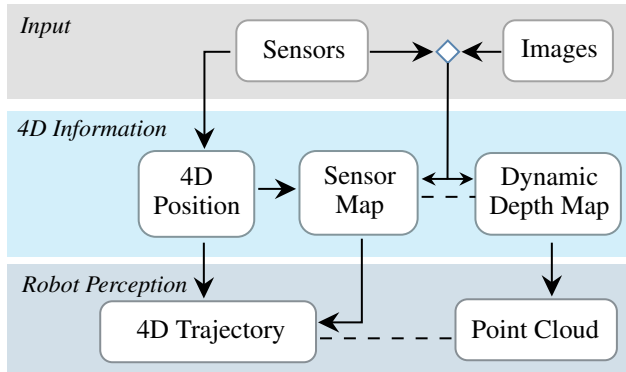 Input
Sensors
Images
4D Information
4D
Position
Sensor
Map
Dynamic
Depth Map
Robot Perception
4D Trajectory
Point Cloud